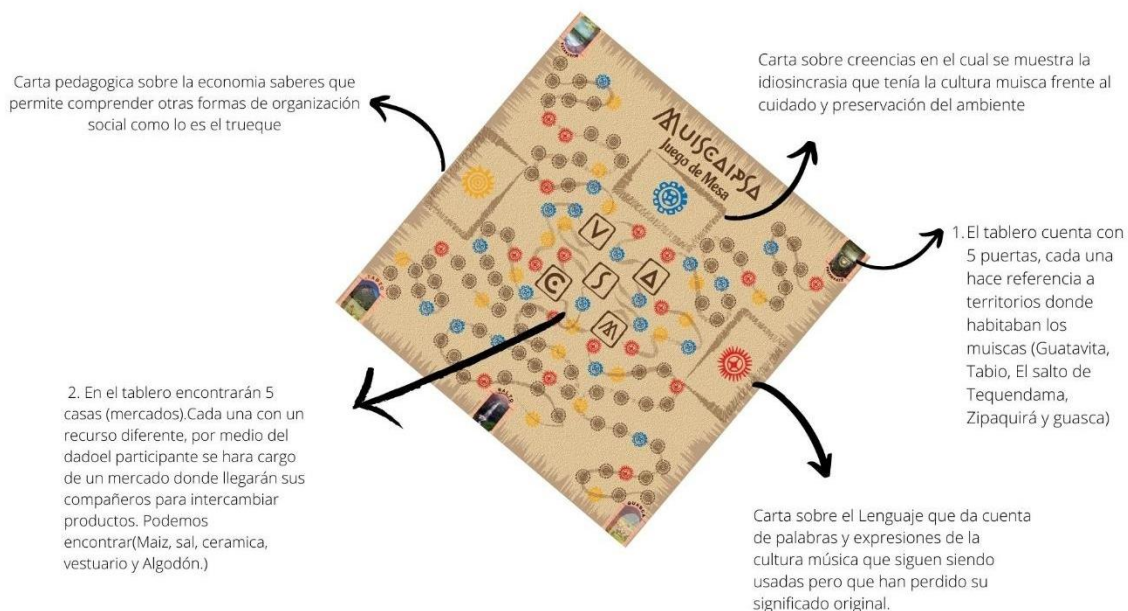 Carta pedagogica sobre la economia saberes que
permite comprender otras formas de organización
social como lo es el trueque
Carta sobre creencias en el cual se muestra la
idiosincrasia que tenía la cultura muisca frente al
cuidado y preservación del ambiente
MUISCAIPSA
Juego de Mesa
V
C
S
A
M
SALTO
1. El tablero cuenta con
5 puertas, cada una
hace referencia a
territorios donde
habitaban los
muiscas (Guatavita,
Tabio, El salto de
Tequendama,
Zipaquirá y guasca)
2. En el tablero encontrarán 5
casas (mercados).Cada una con un
recurso diferente, por medio del
dadoel participante se hara cargo
de un mercado donde llegarán sus
compañeros para intercambiar
productos. Podemos
encontrar(Maiz, sal, ceramica,
vestuario y Algodón.)
Carta sobre el Lenguaje que da cuenta
de palabras y expresiones de la
cultura música que siguen siendo
usadas pero que han perdido su
significado original.